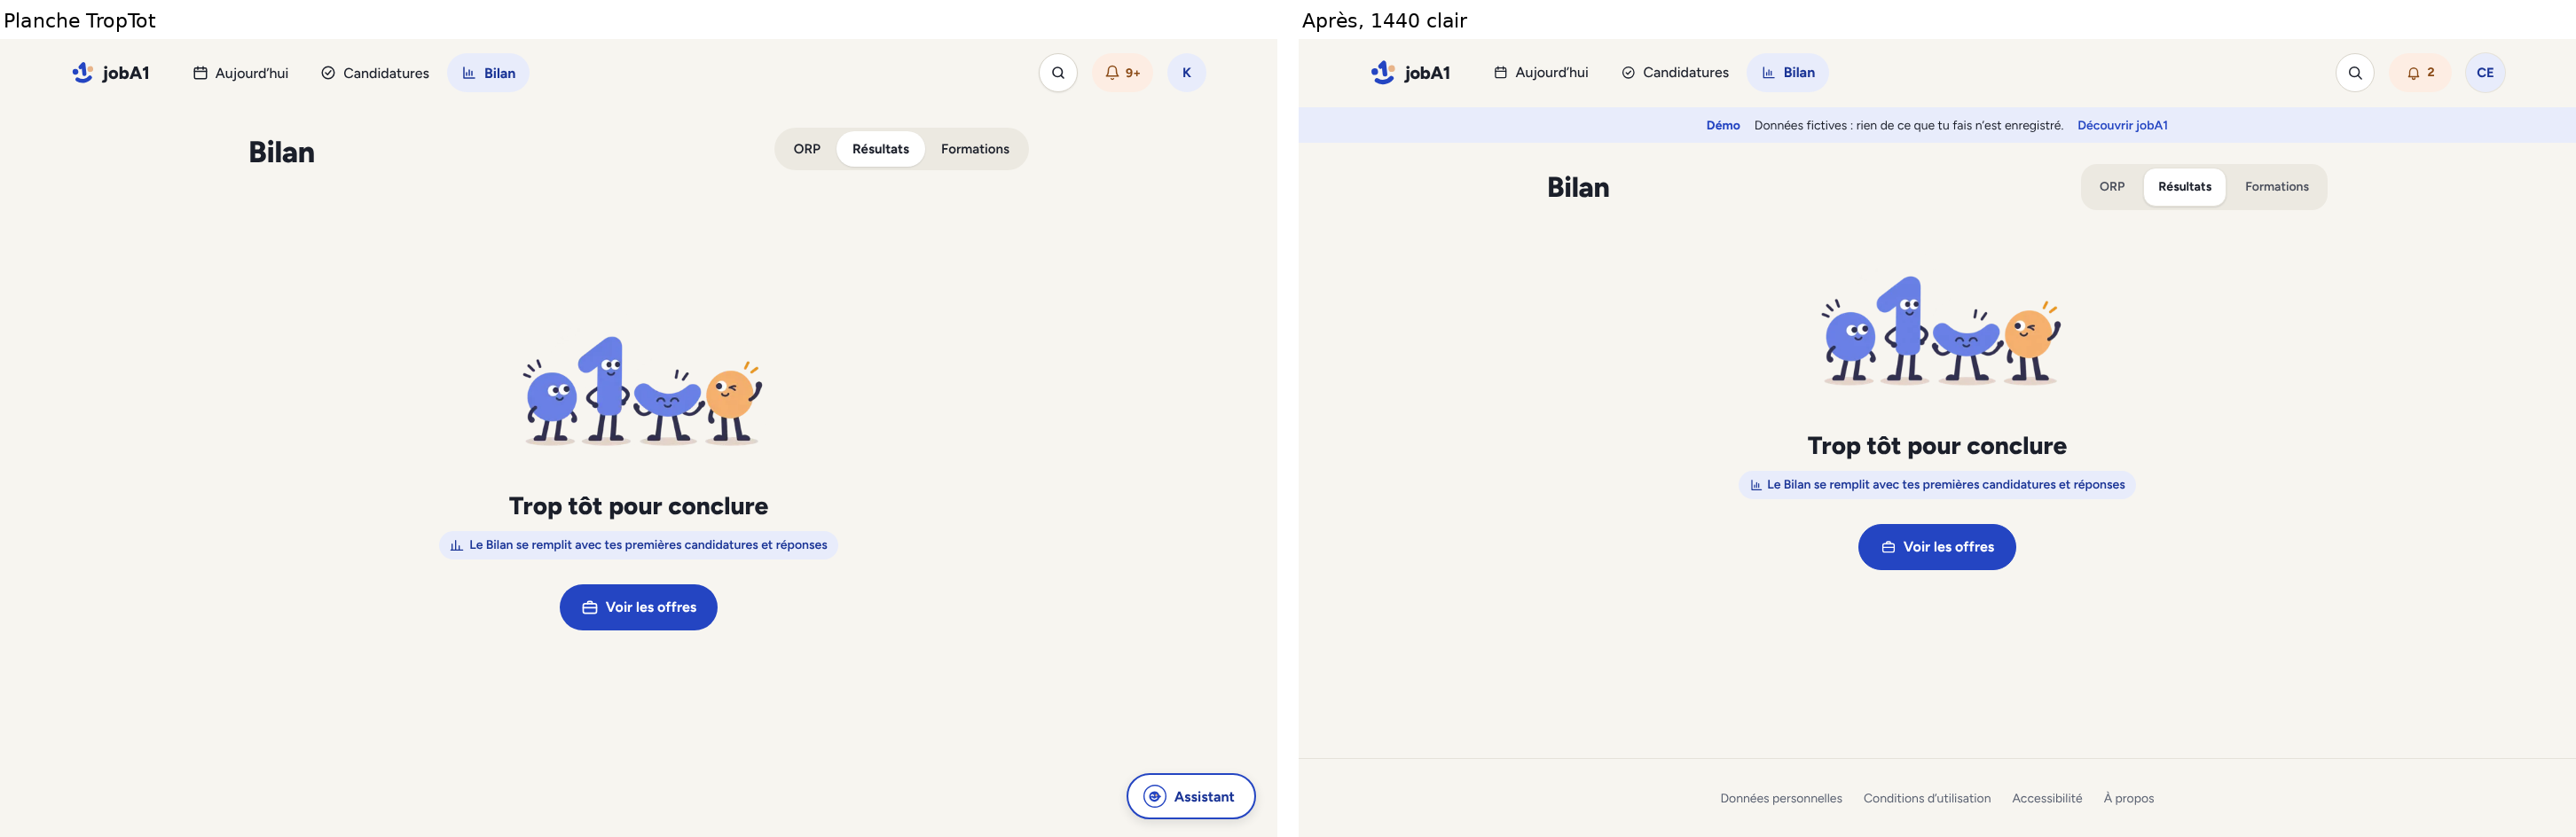 Planche TropTot
jobA1
Aujourd’hui
Candidatures
Bilan
9+
K
Bilan
ORP
Résultats
Formations
Trop tôt pour conclure
Le Bilan se remplit avec tes premières candidatures et réponses
Voir les offres
Assistant
Après, 1440 clair
jobA1
Aujourd’hui
Candidatures
Bilan
2
CE
Démo Données fictives : rien de ce que tu fais n’est enregistré. Découvrir jobA1
Bilan
ORP
Résultats
Formations
Trop tôt pour conclure
Le Bilan se remplit avec tes premières candidatures et réponses
Voir les offres
Données personnelles
Conditions d’utilisation
Accessibilité
À propos